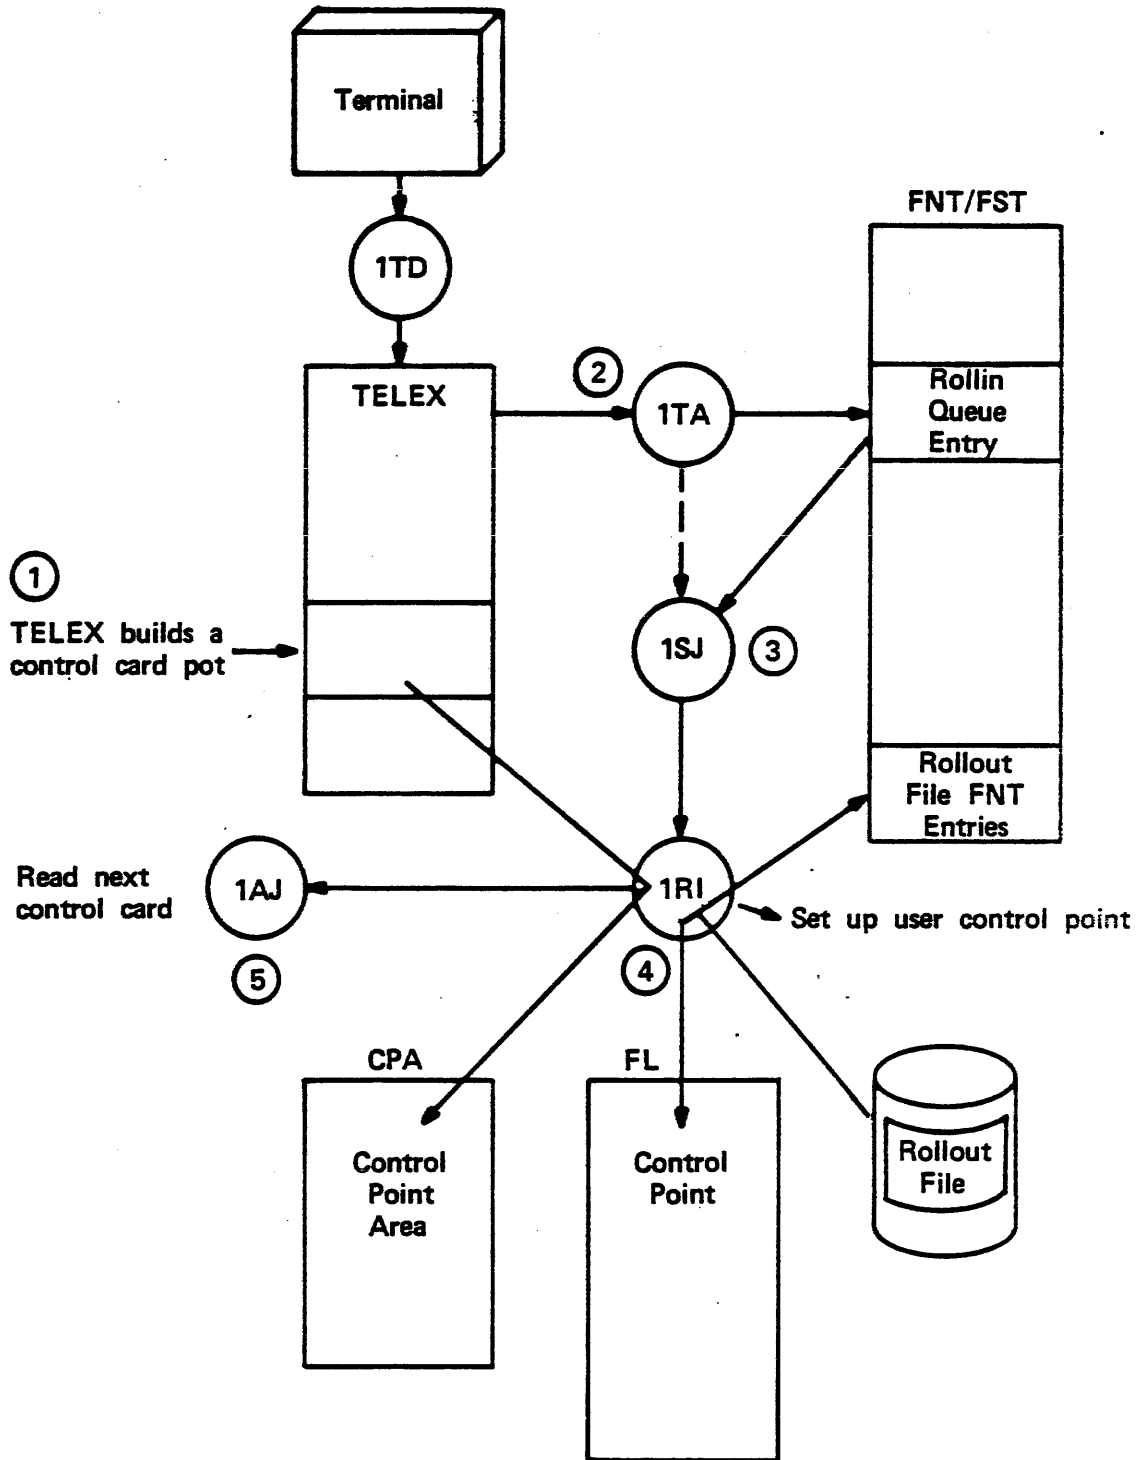 Terminal
FNT/FST
1TD
TELEX
2
1TA
Rollin
Queue
Entry
1
TELEX builds a
control card pot
1SJ
3
Rollout
File FNT
Entries
Read next
control card
1AJ
1RI
Set up user control point
5
4
CPA
FL
Control
Point
Area
Control
Point
Rollout
File